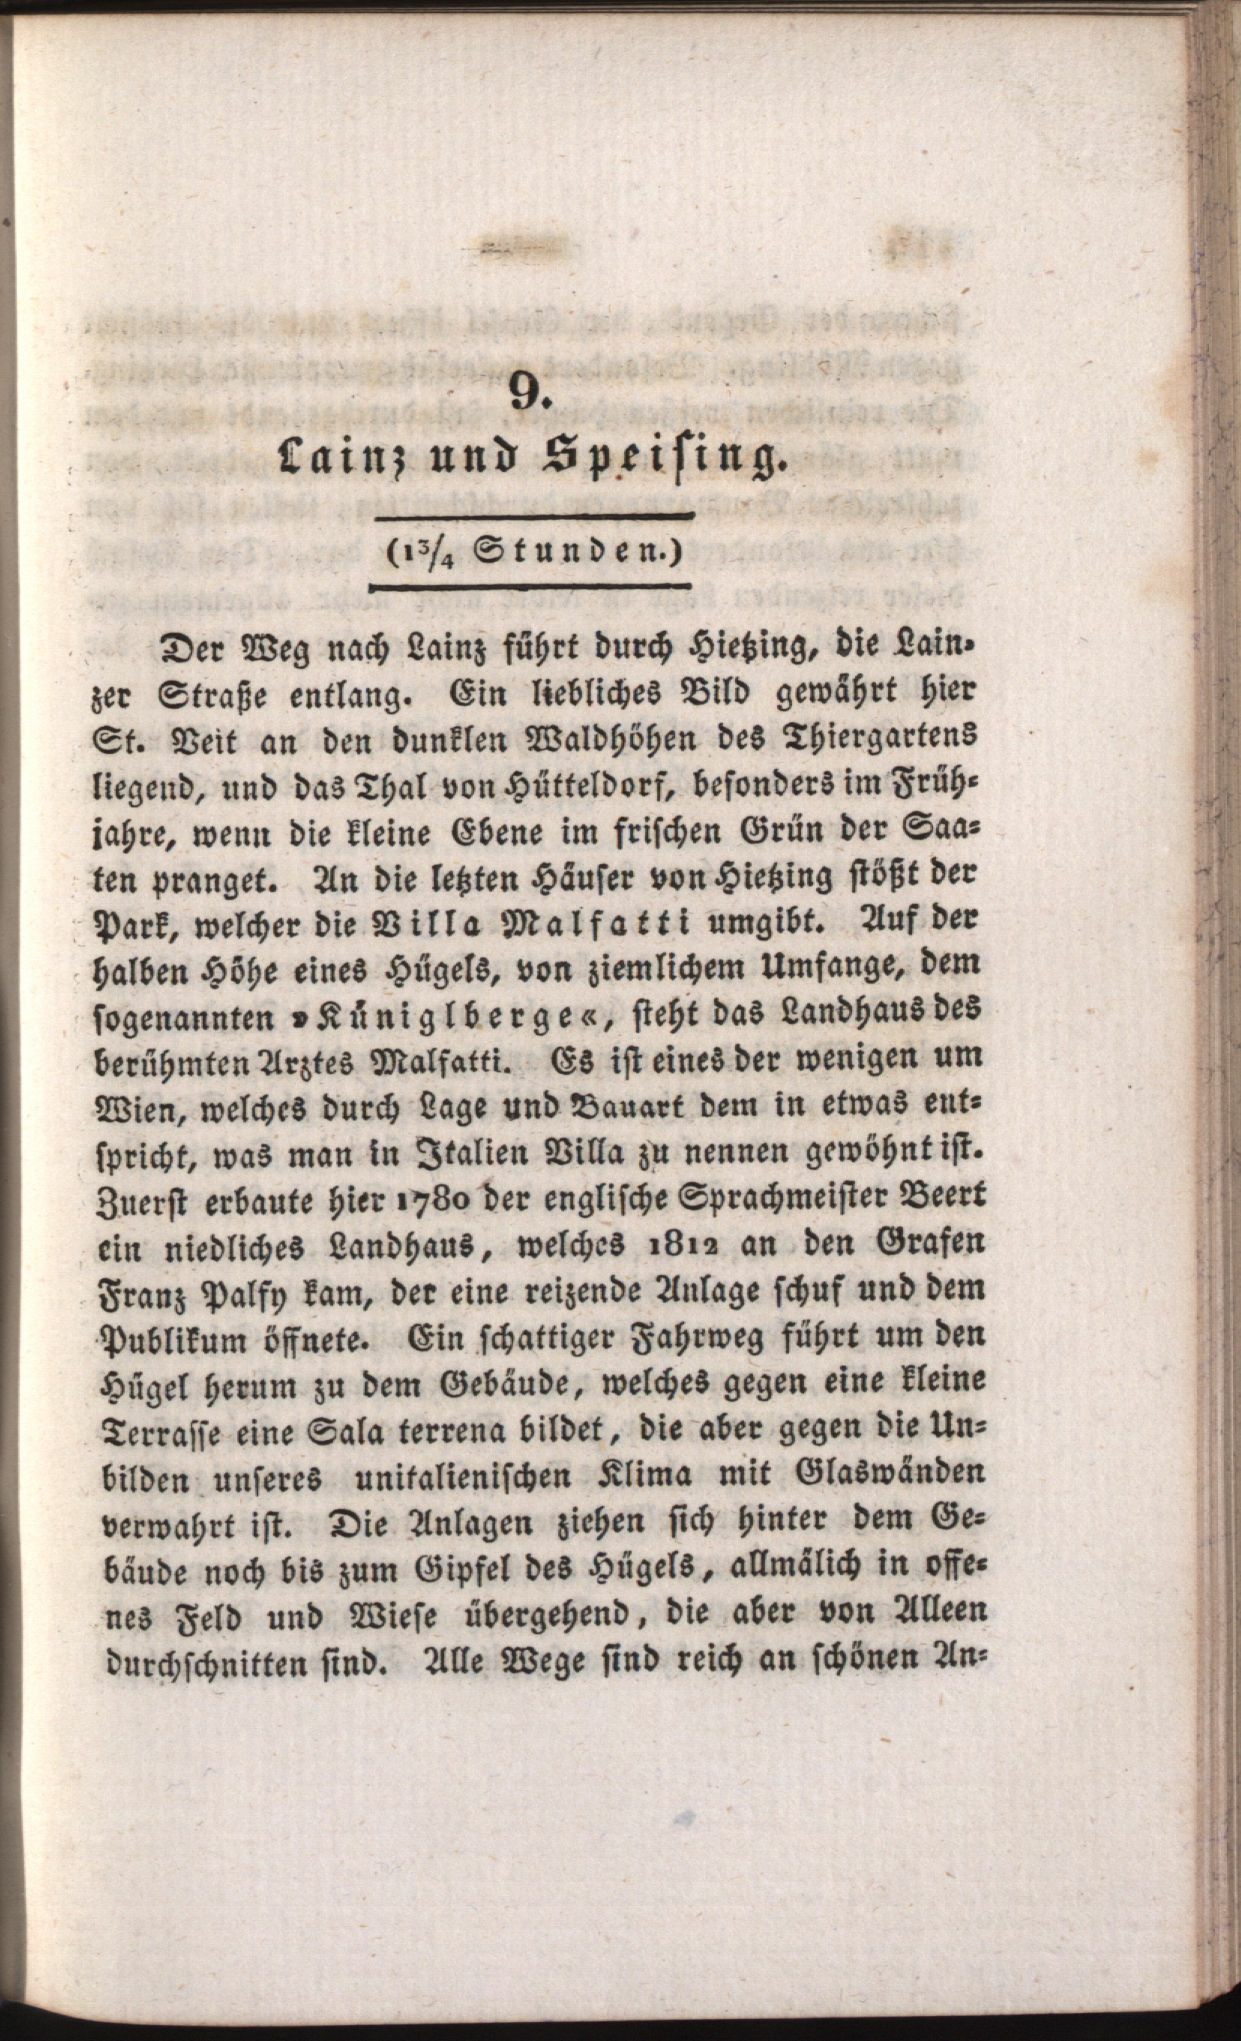 9.
Lainz und Speising.
(1¾ Stunden.)
Der Weg nach Lainz führt durch Hietzing, die Lain-
zer Straße entlang. Ein liebliches Bild gewährt hier
St. Veit an den dunklen Waldhöhen des Thiergartens
liegend, und das Thal von Hütteldorf, besonders im Früh-
jahre, wenn die kleine Ebene im frischen Grün der Saa-
ten pranget. An die letzten Häuser von Hietzing stößt der
Park, welcher die Villa Malfatti umgibt. Auf der
halben Höhe eines Hügels, von ziemlichem Umfange, dem
sogenannten »Küniglberge«, steht das Landhaus des
berühmten Arztes Malfatti. Es ist eines der wenigen um
Wien, welches durch Lage und Bauart dem in etwas ent-
spricht, was man in Italien Villa zu nennen gewöhnt ist.
Zuerst erbaute hier 1780 der englische Sprachmeister Beert
ein niedliches Landhaus, welches 1812 an den Grafen
Franz Palfy kam, der eine reizende Anlage schuf und dem
Publikum öffnete. Ein schattiger Fahrweg führt um den
Hügel herum zu dem Gebäude, welches gegen eine kleine
Terrasse eine Sala terrena bildet, die aber gegen die Un-
bilden unseres unitalienischen Klima mit Glaswänden
verwahrt ist. Die Anlagen ziehen sich hinter dem Ge-
bäude noch bis zum Gipfel des Hügels, allmälich in offe-
nes Feld und Wiese übergehend, die aber von Alleen
durchschnitten sind. Alle Wege sind reich an schönen An-